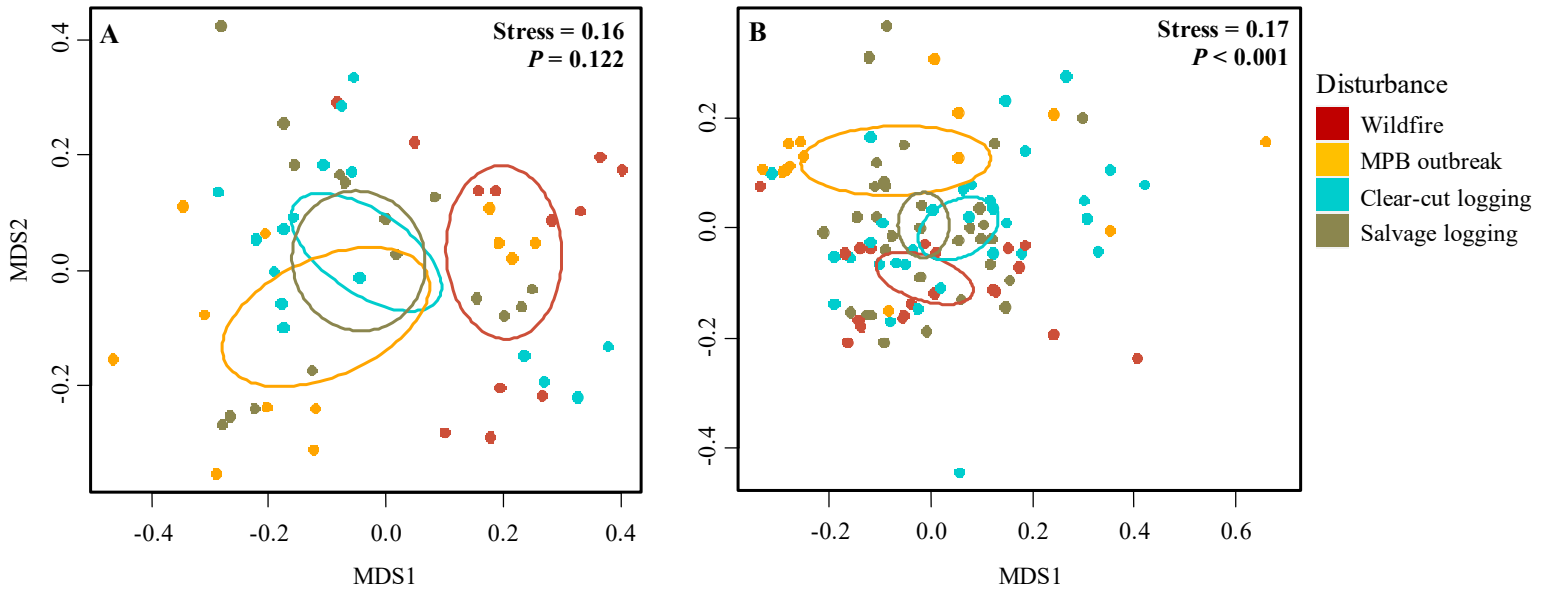 A
Stress = 0.16
P = 0.122
0.4
0.2
0.0
-0.2
MDS2
-0.4
-0.2
0.0
0.2
0.4
MDS1
B
Stress = 0.17
P < 0.001
0.2
0.0
-0.2
-0.4
-0.2
0.0
0.2
0.4
0.6
MDS1
Disturbance
Wildfire
MPB outbreak
Clear-cut logging
Salvage logging